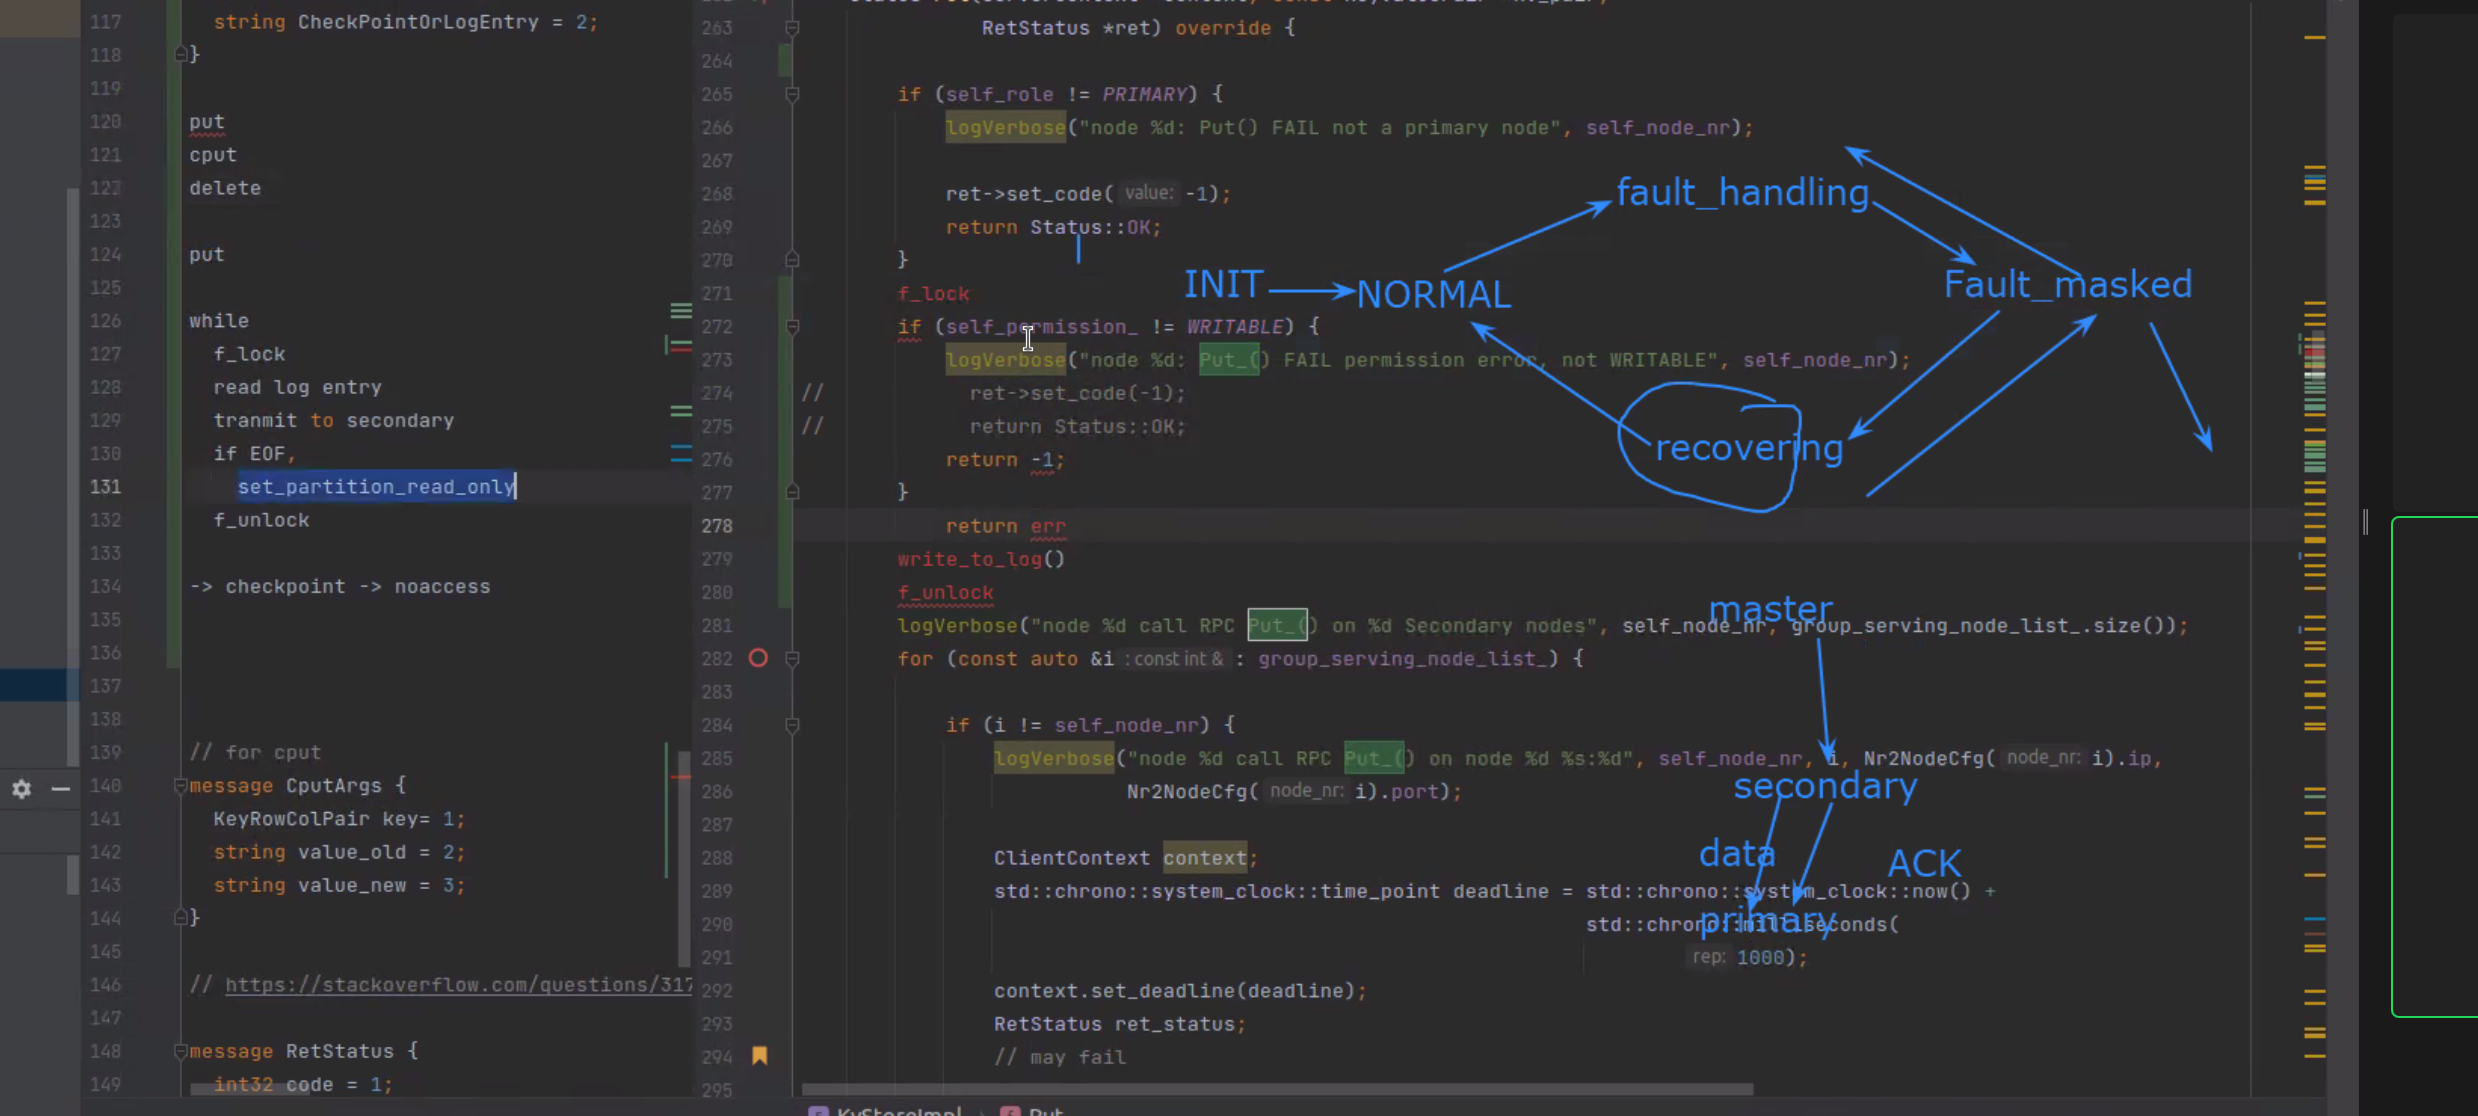 117 string CheckPointOrLogEntry = 2;
118 }
119
120 put
121 cput
122 delete
123
124 put
125
126 while
127 f_lock
128 read log entry
129 tranmit to secondary
130 if EOF,
131 set_partition_read_only
132 f_unlock
133
134 -> checkpoint -> noaccess
135
136
137
138
139 // for cput
140 message CputArgs {
141 KeyRowColPair key= 1;
142 string value_old = 2;
143 string value_new = 3;
144 }
145
146 // https://stackoverflow.com/questions/317
147
148 message RetStatus {
149 int32 code = 1;
263 RetStatus *ret) override {
264
265 if (self_role != PRIMARY) {
266 logVerbose("node %d: Put() FAIL not a primary node", self_node_nr);
267
268 ret->set_code( value: -1);
269 return Status::OK;
270 }
271 f_lock
272 if (self_permission_ != WRITABLE) {
273 logVerbose("node %d: Put_() FAIL permission error, not WRITABLE", self_node_nr);
274 // ret->set_code(-1);
275 // return Status::OK;
276 return -1;
277 }
278 return err
279 write_to_log()
280 f_unlock
281 logVerbose("node %d call RPC Put_() on %d Secondary nodes", self_node_nr, group_serving_node_list_.size());
282 for (const auto &i : const int & : group_serving_node_list_) {
283
284 if (i != self_node_nr) {
285 logVerbose("node %d call RPC Put_() on node %d %s:%d", self_node_nr, i, Nr2NodeCfg( node_nr: i).ip,
286 Nr2NodeCfg( node_nr: i).port);
287
288 ClientContext context;
289 std::chrono::system_clock::time_point deadline = std::chrono::system_clock::now() +
290 std::chrono::milliseconds(
291 rep: 1000);
292 context.set_deadline(deadline);
293 RetStatus ret_status;
294 // may fail
295
fault_handling
INIT
NORMAL
Fault_masked
recovering
master
secondary
data
ACK
primary
KvStoreImpl
Put